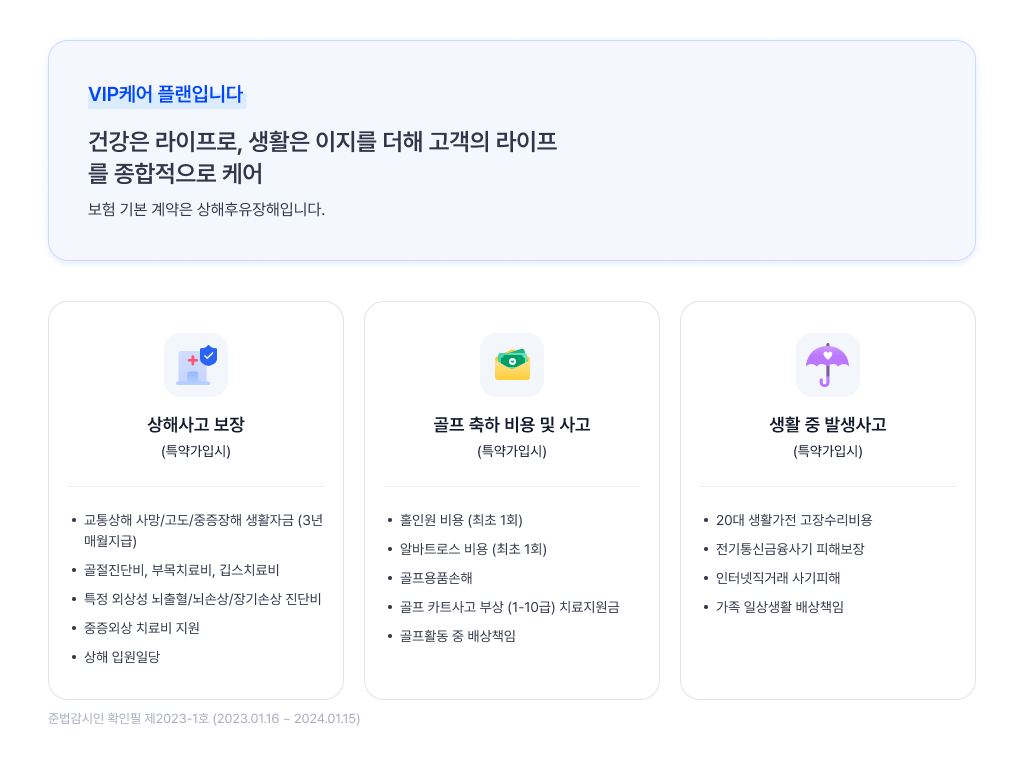 VIP케어 플랜입니다
건강은 라이프로, 생활은 이지를 더해 고객의 라이프
를 종합적으로 케어
보험 기본 계약은 상해후유장해입니다.
상해사고 보장
(특약가입시)
• 교통상해 사망/고도/중증장해 생활자금 (3년
매월지급)
• 골절진단비, 부목치료비, 깁스치료비
• 특정 외상성 뇌출혈/뇌손상/장기손상 진단비
• 중증외상 치료비 지원
• 상해 입원일당
골프 축하 비용 및 사고
(특약가입시)
• 홀인원 비용 (최초 1회)
• 알바트로스 비용 (최초 1회)
• 골프용품손해
• 골프 카트사고 부상 (1-10급) 치료지원금
• 골프활동 중 배상책임
생활 중 발생사고
(특약가입시)
• 20대 생활가전 고장수리비용
• 전기통신금융사기 피해보장
• 인터넷직거래 사기피해
• 가족 일상생활 배상책임
준법감시인 확인필 제2023-1호 (2023.01.16 ~ 2024.01.15)